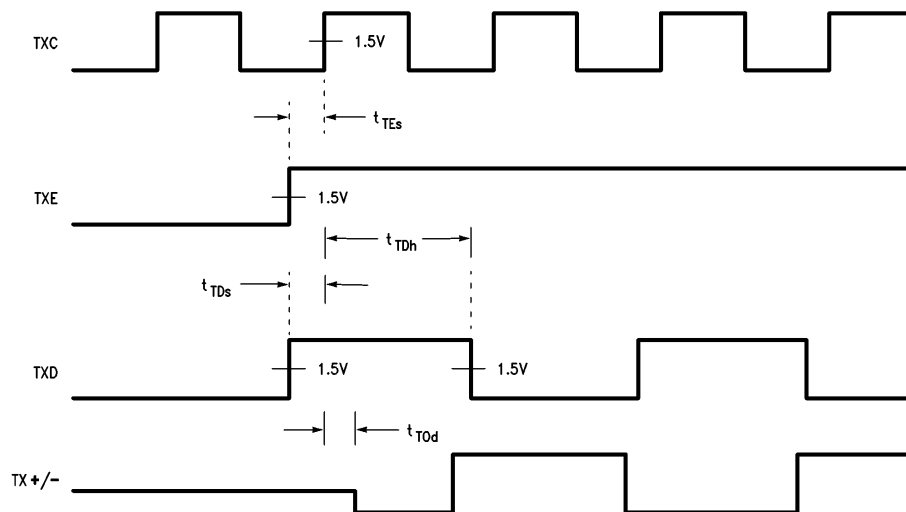 TXC
1.5V
t TEs
TXE
1.5V
t TDh
t TDs
TXD
1.5V
1.5V
t TOd
TX +/-